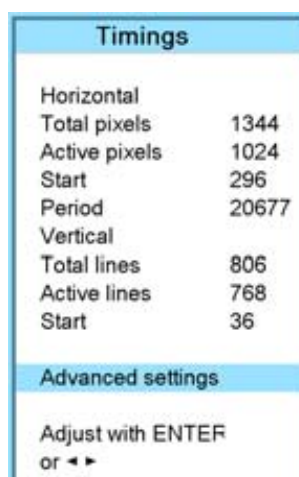 Timings
Horizontal
Total pixels 1344
Active pixels 1024
Start 296
Period 20677
Vertical
Total lines 806
Active lines 768
Start 36
Advanced settings
Adjust with ENTER
or ◄ ►